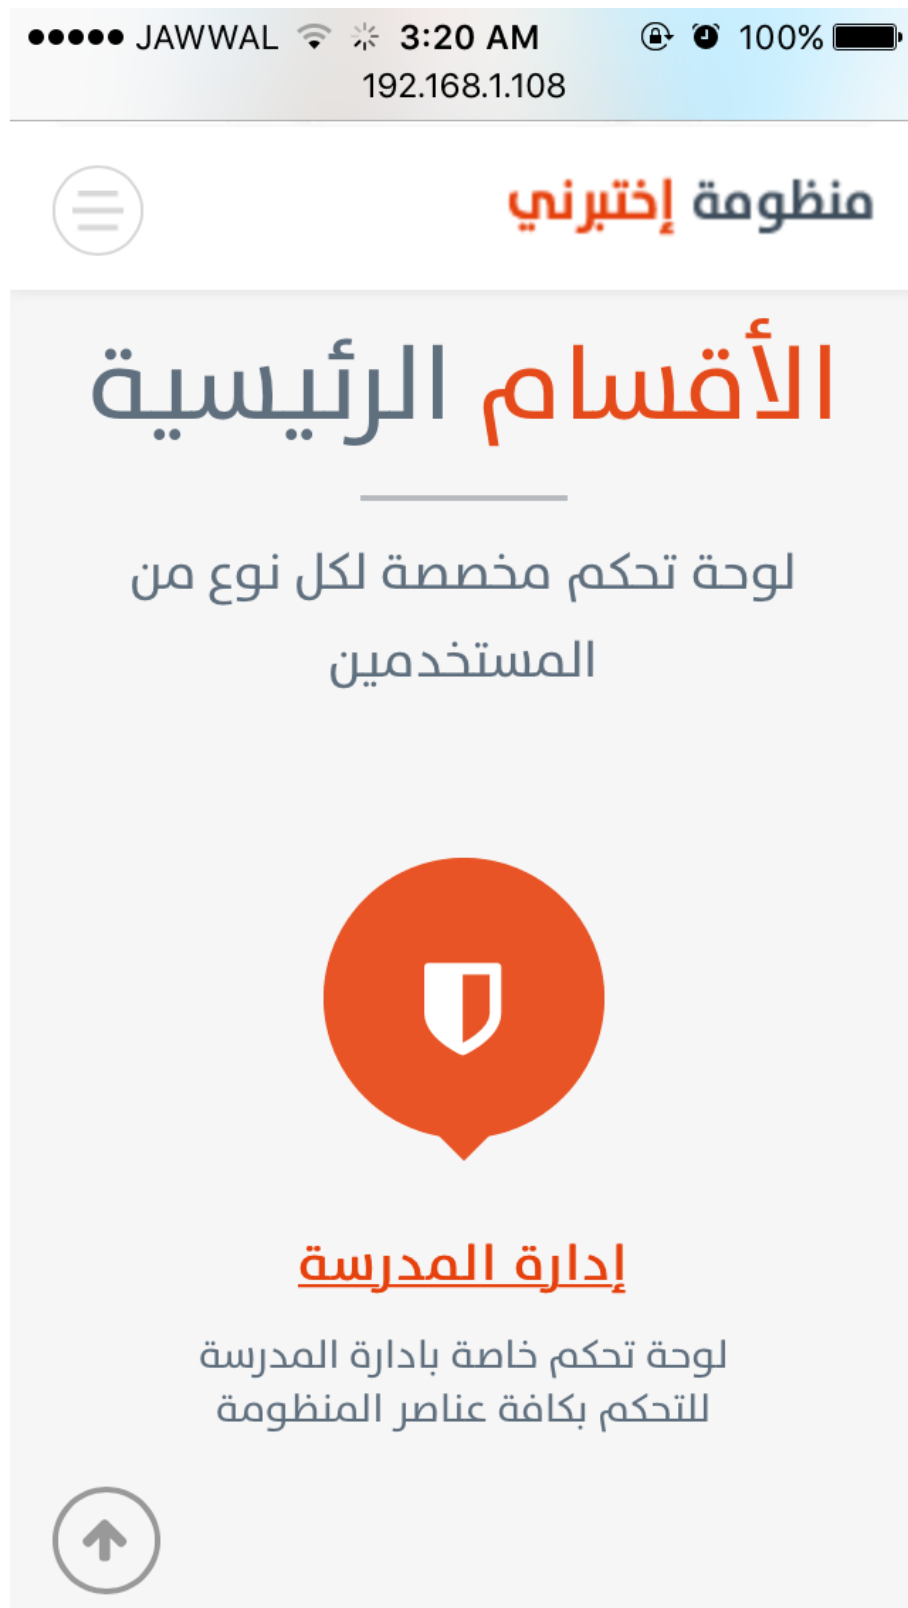 JAWWAL 3:20 AM 100%
192.168.1.108
منظومة إختبرني
الأقسام الرئيسية
لوحة تحكم مخصصة لكل نوع من
المستخدمين
إدارة المدرسة
لوحة تحكم خاصة بادارة المدرسة
للتحكم بكافة عناصر المنظومة